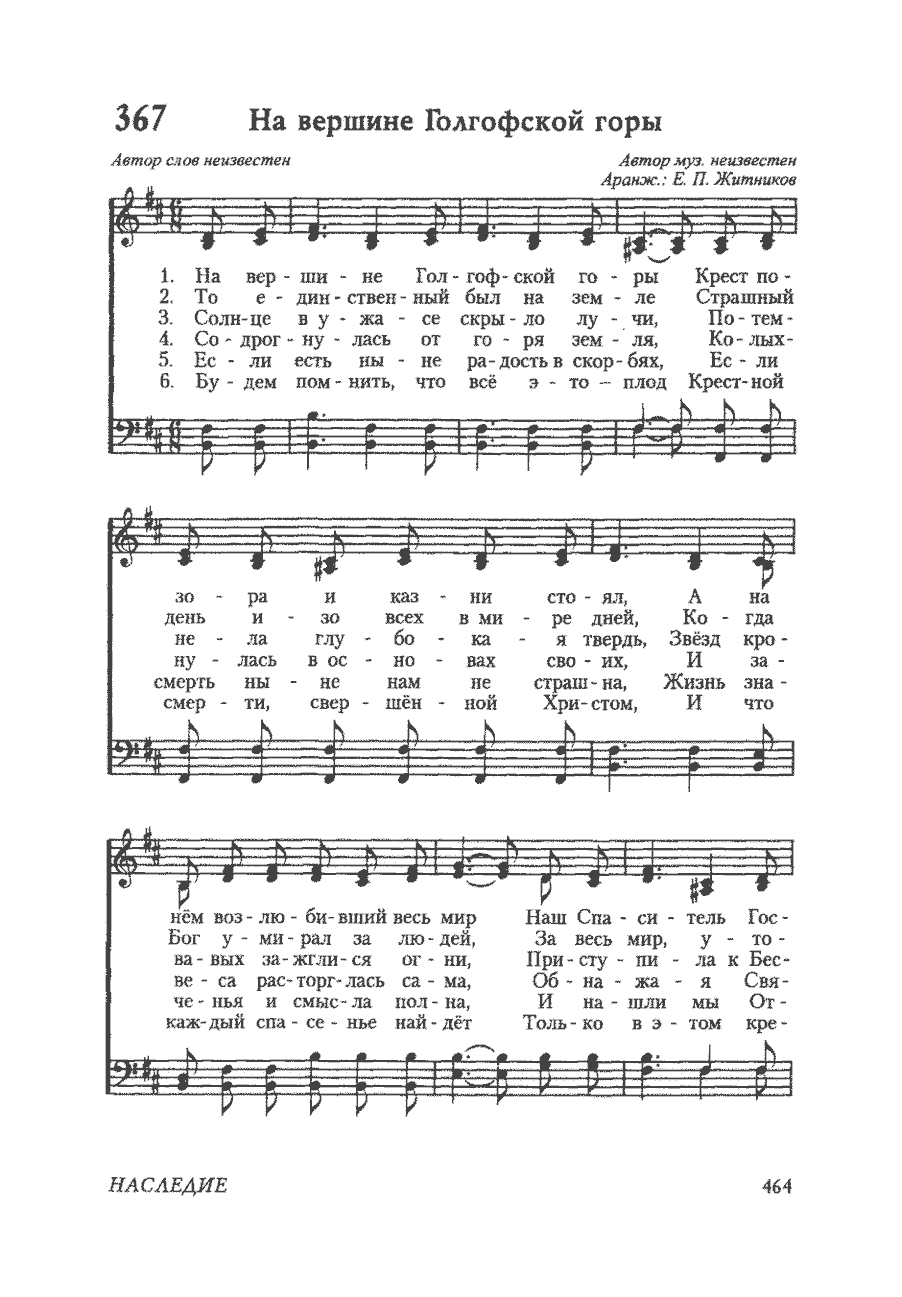 367 На вершине Голгофской горы
Автор слов неизвестен Автор муз. неизвестен
Аранж.: Е. П. Житников
1. На вер - ши - не Гол - гоф - ской го - ры Крест по -
2. То е - дин - ствен - ный был на зем - ле Страшный
3. Солн-це в у - жа - се скры - ло лу - чи, По - тем -
4. Со - дрог - ну - лась от го - ря зем - ля, Ко - лых-
5. Ес - ли есть ны - не ра - дость в скор - бях, Ес - ли
6. Бу - дем пом - нить, что всё э - то — плод Крест-ной
зо - ра и каз - ни сто - ял, А на
день и - зо всех в ми - ре дней, Ко - гда
не - ла глу - бо - ка - я твердь, Звёзд кро -
ну - лась в ос - но - вах сво - их, И за -
смерть ны - не нам не страш - на, Жизнь зна -
смер - ти, свер - шён - ной Хри - стом, И что
нём воз - лю - би- вший весь мир Наш Спа - си - тель Гос -
Бог у - ми - рал за лю - дей, За весь мир, у - то -
ва - вых за-жгли-ся ог - ни, При - сту - пи - ла к Бес-
ве - са рас-торг-лась са - ма, Об - на - жа - я Свя-
че - нья и смыс-ла пол - на, И на - шли мы От -
каж-дый спа - се - нье най - дёт Толь - ко в э - том кре -
НАСЛЕДИЕ 464